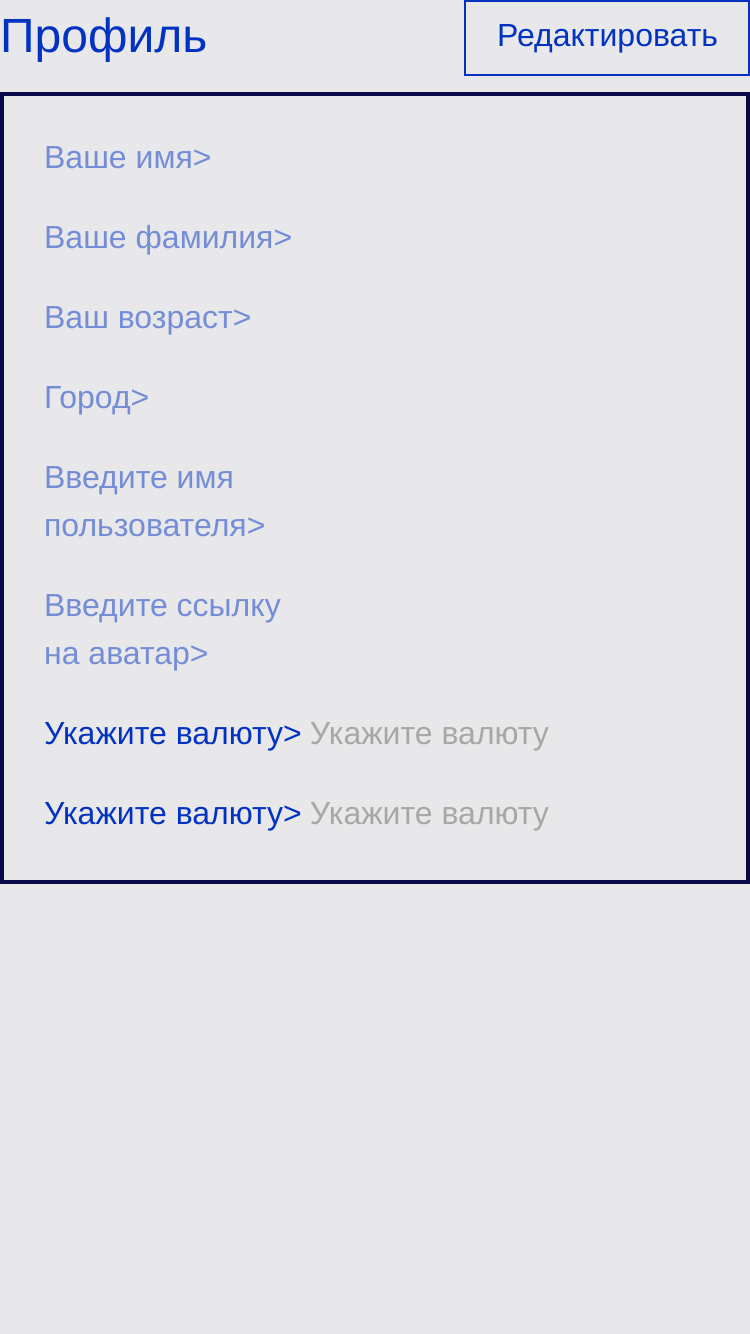 Профиль
Редактировать
Ваше имя>
Ваше фамилия>
Ваш возраст>
Город>
Введите имя
пользователя>
Введите ссылку
на аватар>
Укажите валюту> Укажите валюту
Укажите валюту> Укажите валюту